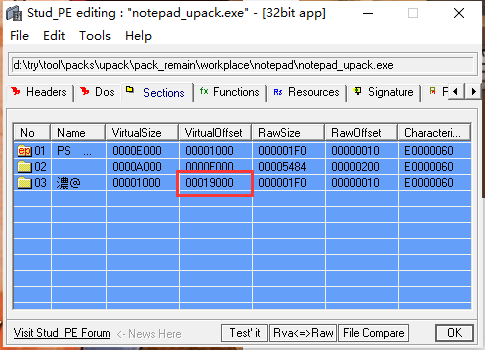 Stud_PE editing : "notepad_upack.exe" - [32bit app]
File Edit Tools Help
d:\try\tool\packs\upack\pack_remain\workplace\notepad\notepad_upack.exe
Headers Dos Sections fx Functions Rs Resources Signature F
No Name VirtualSize VirtualOffset RawSize RawOffset Characteri...
ep 01 PS ... 0000E000 00001000 000001F0 00000010 E0000060
02 0000A000 0000F000 00005484 00000200 E0000060
03 濃@ 00001000 00019000 000001F0 00000010 E0000060
Visit Stud_PE Forum <- News Here Test' it Rva<=>Raw File Compare OK